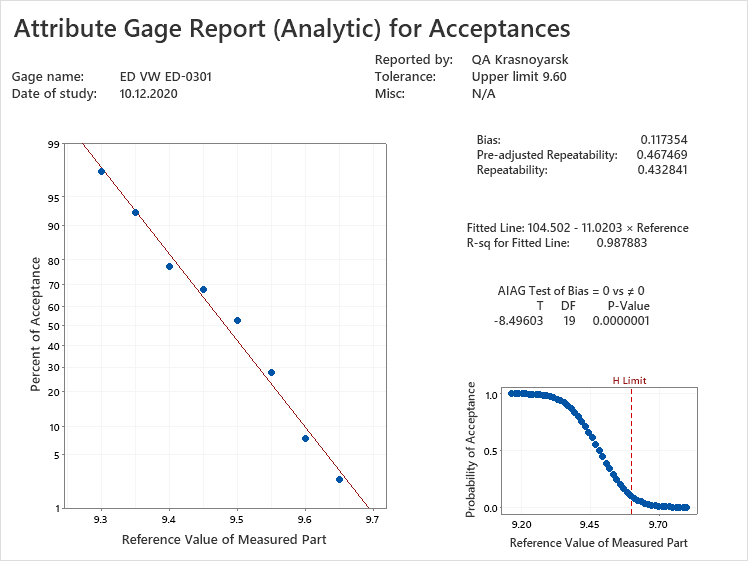 Attribute Gage Report (Analytic) for Acceptances
Reported by: QA Krasnoyarsk
Gage name: ED VW ED-0301
Tolerance: Upper limit 9.60
Date of study: 10.12.2020
Misc: N/A
Bias: 0.117354
Pre-adjusted Repeatability: 0.467469
Repeatability: 0.432841
Fitted Line: 104.502 - 11.0203 × Reference
R-sq for Fitted Line: 0.987883
AIAG Test of Bias = 0 vs ≠ 0
T DF P-Value
-8.49603 19 0.0000001
Percent of Acceptance
99
95
90
80
70
60
50
40
30
20
10
5
1
9.3 9.4 9.5 9.6 9.7
Reference Value of Measured Part
H Limit
Probability of Acceptance
1.0
0.5
0.0
9.20 9.45 9.70
Reference Value of Measured Part